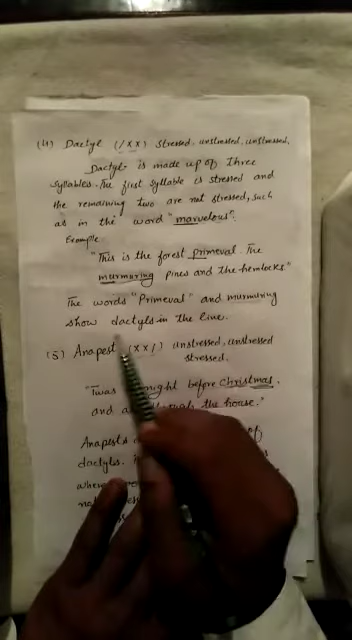 (4) Dactyl (/xx) stressed, unstressed, unstressed,
Dactyl is made up of three
syllables. The first syllable is stressed and
the remaining two are not stressed, such
as in the word "marvelous".
Example
"This is the forest primeval. The
murmuring pines and the hemlocks"
The words "Primeval" and murmuring
show dactyls in the line.
(5) Anapest (xx/) unstressed, unstressed
stressed.
"Twas night before christmas,
and the house."
Anapests of
dactyls.